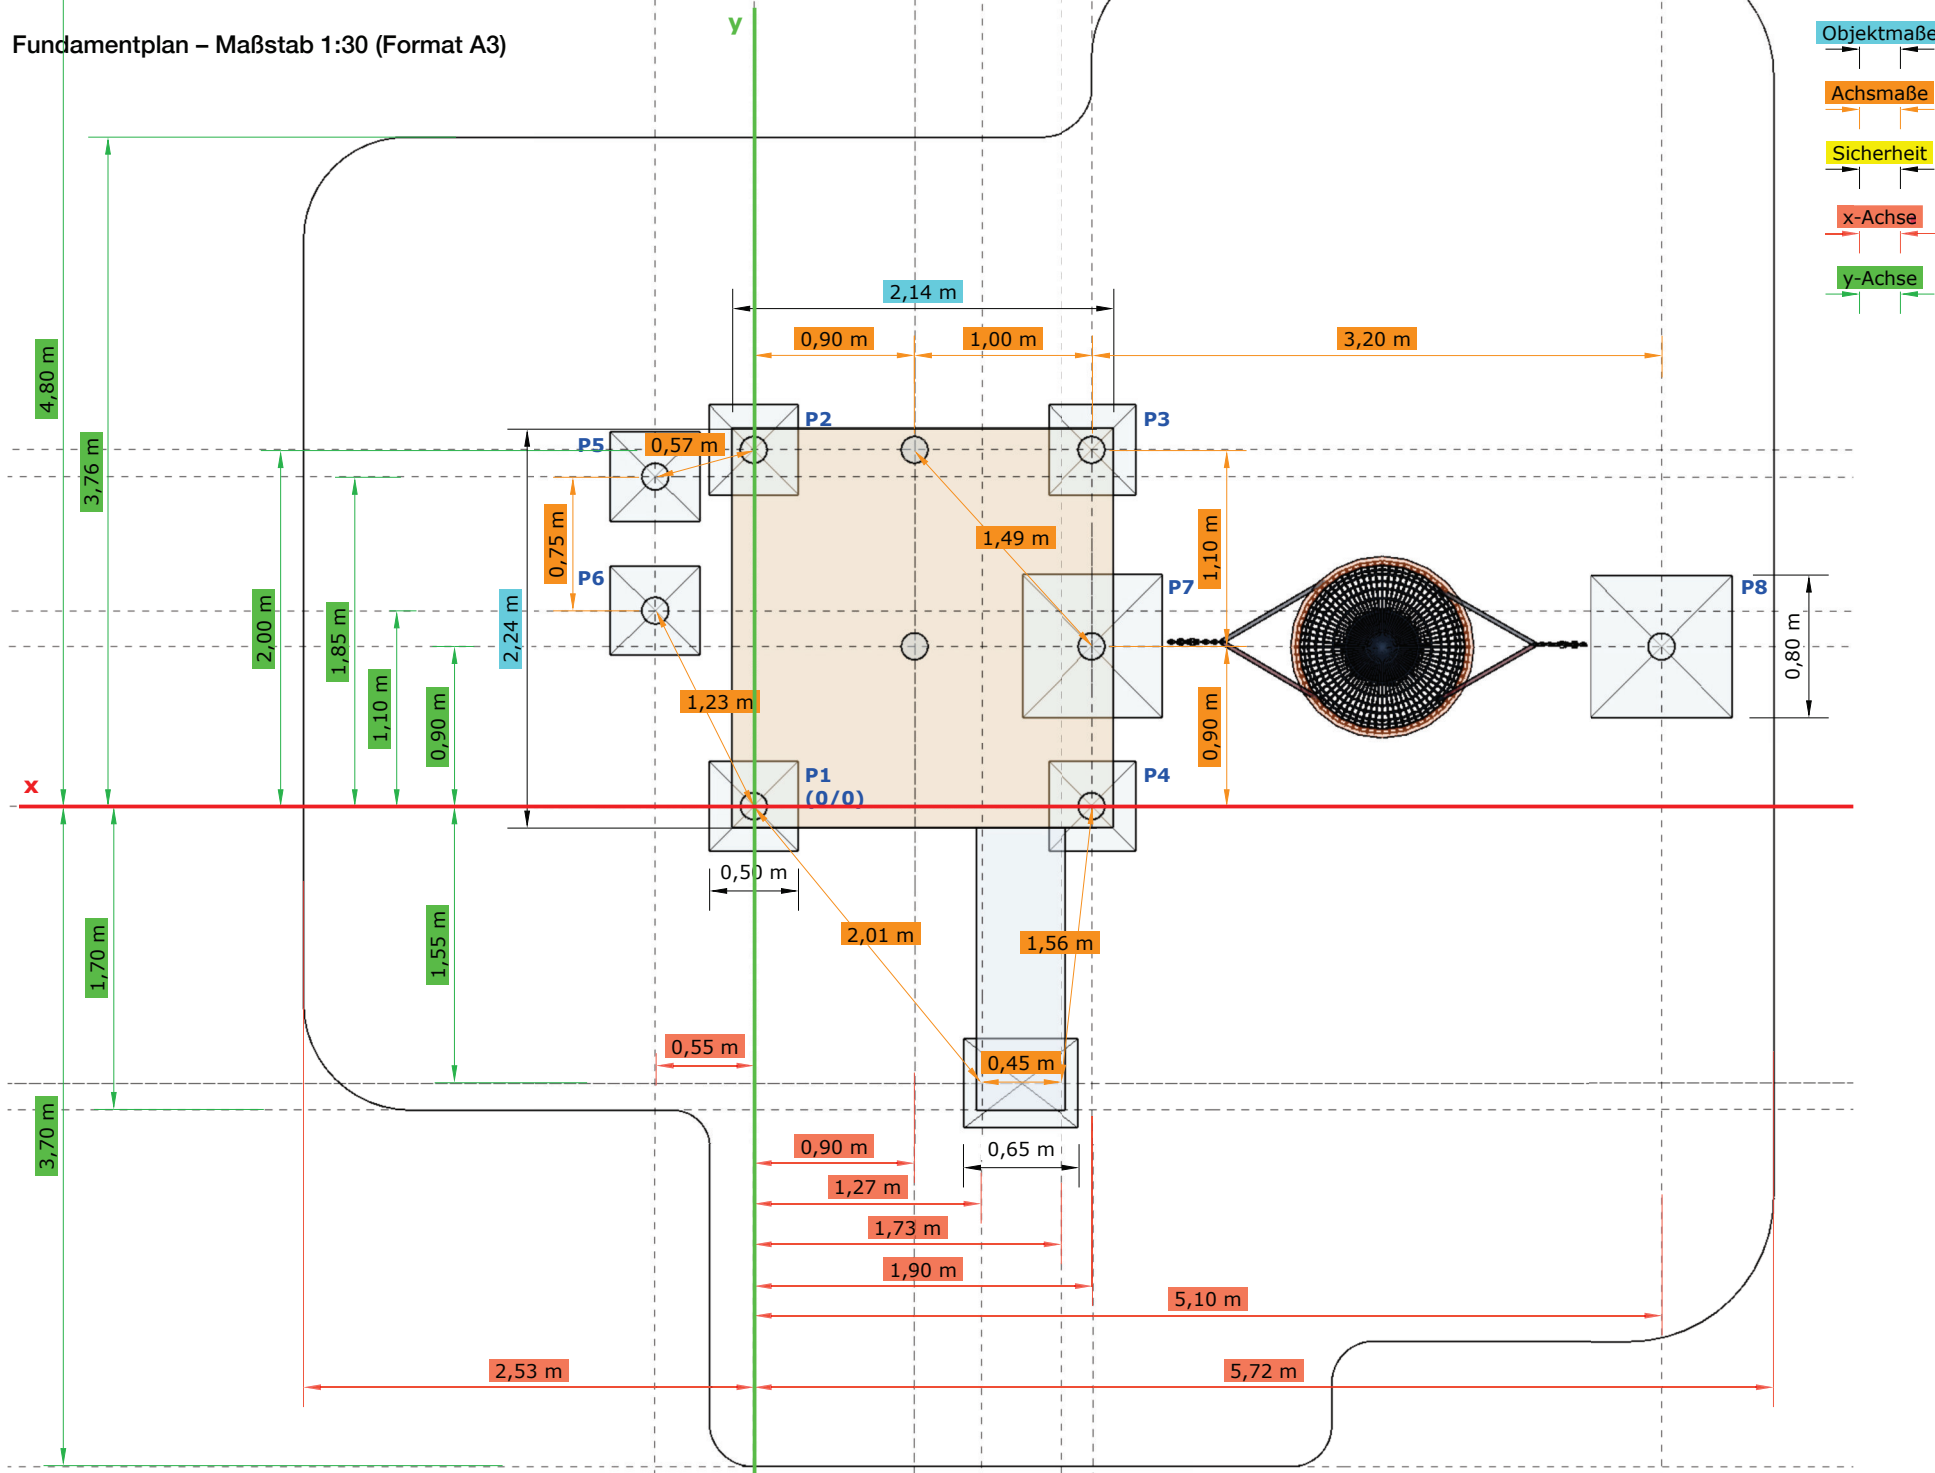 Fundamentplan – Maßstab 1:30 (Format A3)
y
Objektmaße
Achsmaße
Sicherheit
x-Achse
y-Achse
2,14 m
0,90 m
1,00 m
3,20 m
4,80 m
3,76 m
P2
P3
P5
0,57 m
0,75 m
1,49 m
1,10 m
P6
P7
P8
2,00 m
1,85 m
2,24 m
0,80 m
1,10 m
0,90 m
1,23 m
0,90 m
x
P1
(0/0)
P4
0,50 m
2,01 m
1,56 m
1,70 m
1,55 m
0,55 m
0,45 m
3,70 m
0,90 m
0,65 m
1,27 m
1,73 m
1,90 m
5,10 m
2,53 m
5,72 m